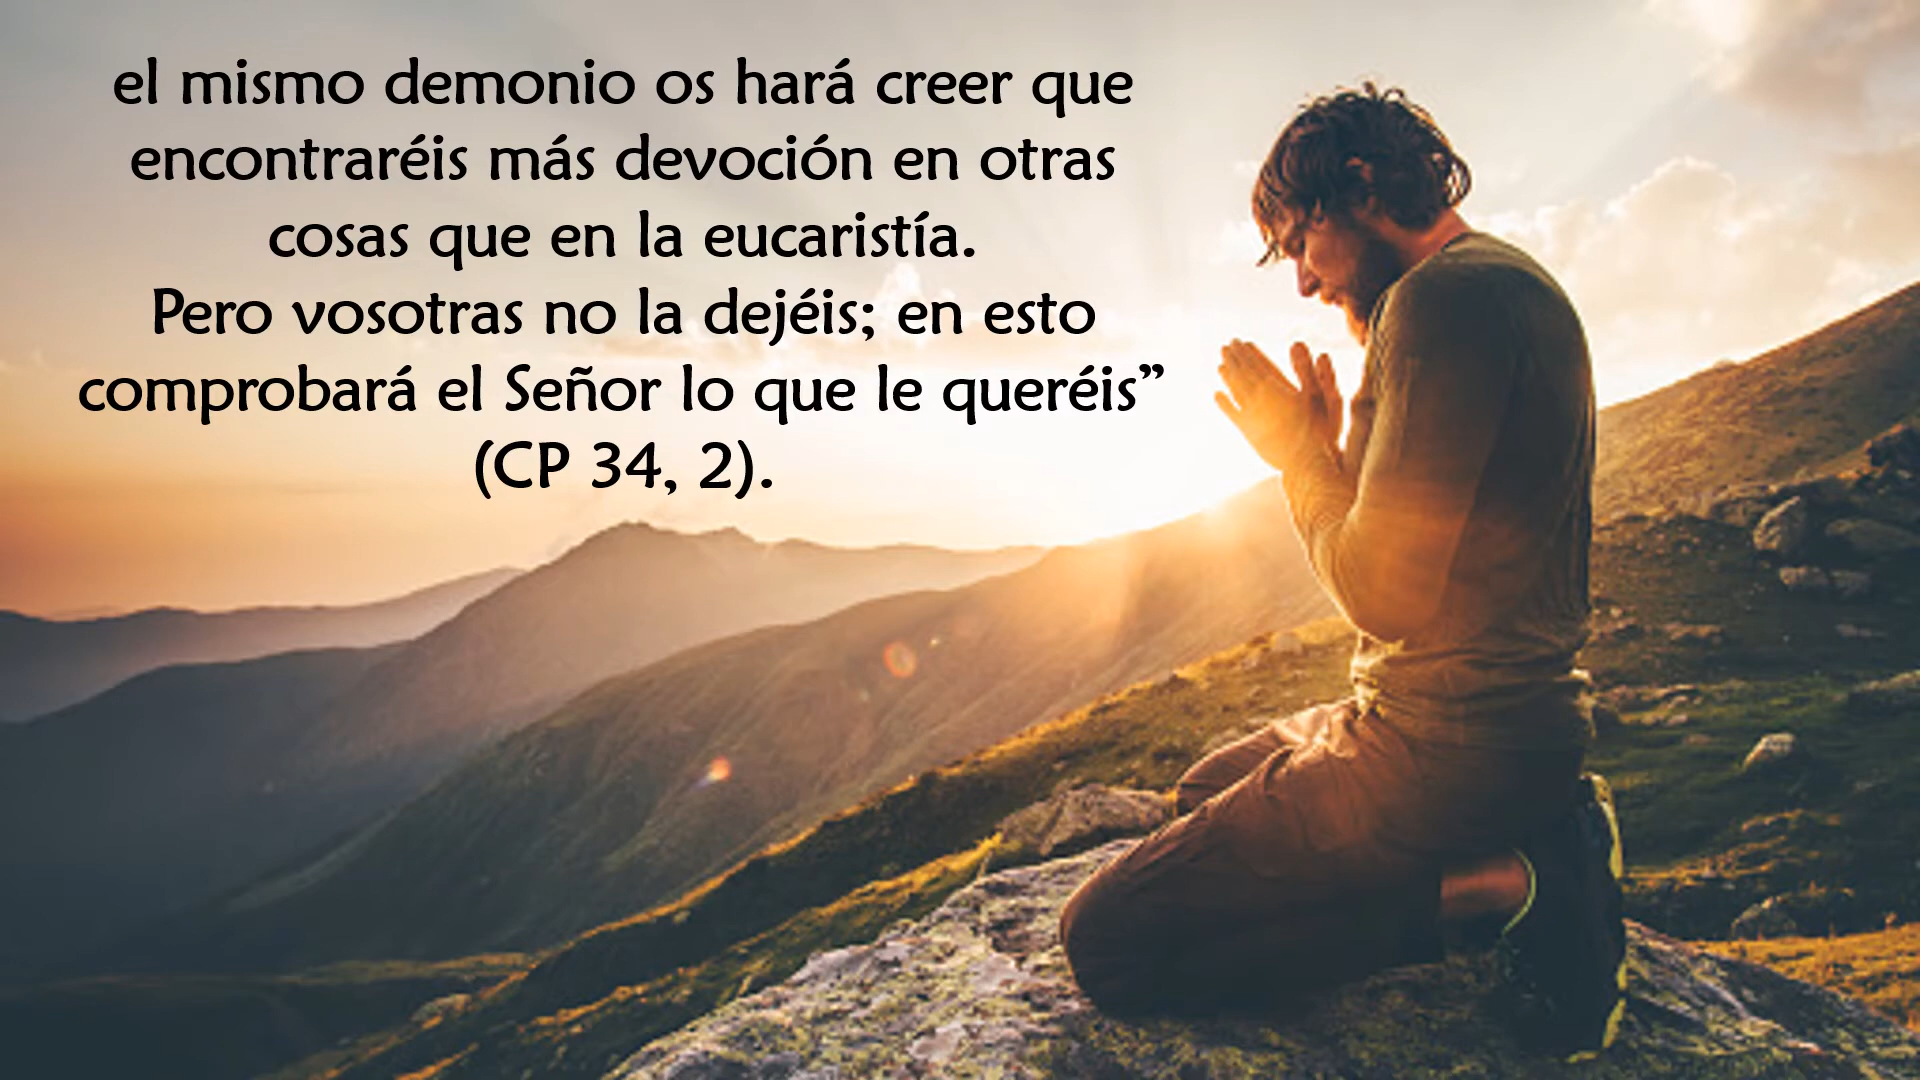 el mismo demonio os hará creer que
encontraréis más devoción en otras
cosas que en la eucaristía.
Pero vosotras no la dejéis; en esto
comprobará el Señor lo que le queréis”
(CP 34, 2).